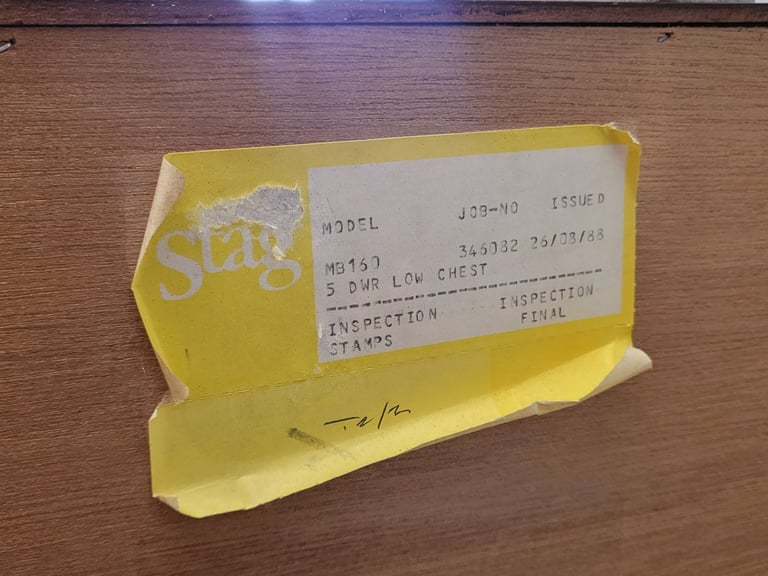 Stag
MODEL JOB-NO ISSUED
MB160 346082 26/08/88
5 DWR LOW CHEST
INSPECTION STAMPS
INSPECTION FINAL